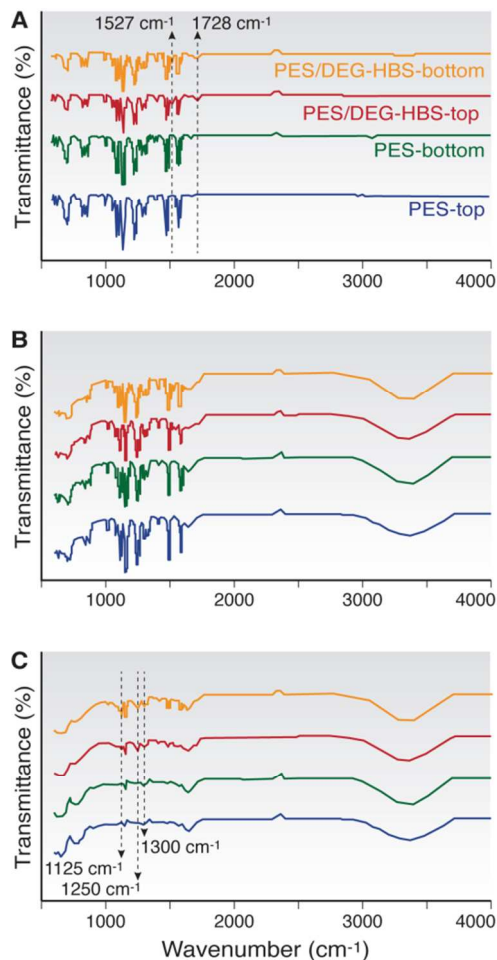 A
1527 cm-1 1728 cm-1
Transmittance (%)
PES/DEG-HBS-bottom
PES/DEG-HBS-top
PES-bottom
PES-top
1000 2000 3000 4000
B
Transmittance (%)
1000 2000 3000 4000
C
Transmittance (%)
1300 cm-1
1125 cm-1
1250 cm-1
1000 2000 3000 4000
Wavenumber (cm-1)